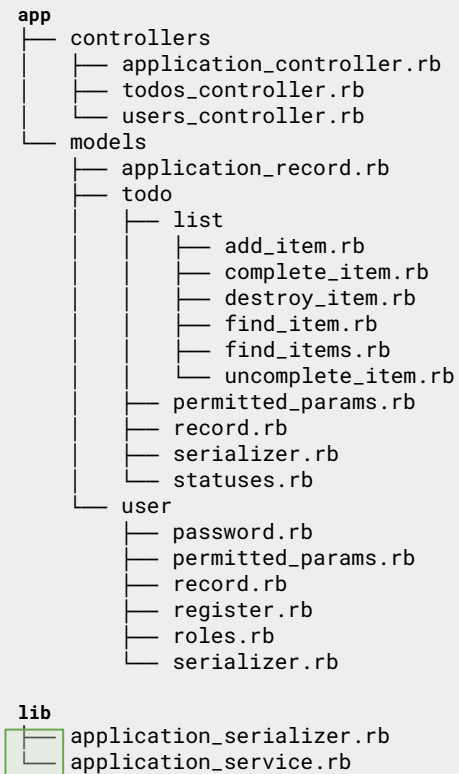 app
├── controllers
│   ├── application_controller.rb
│   ├── todos_controller.rb
│   └── users_controller.rb
└── models
    ├── application_record.rb
    ├── todo
    │   ├── list
    │   │   ├── add_item.rb
    │   │   ├── complete_item.rb
    │   │   ├── destroy_item.rb
    │   │   ├── find_item.rb
    │   │   ├── find_items.rb
    │   │   └── uncomplete_item.rb
    │   ├── permitted_params.rb
    │   ├── record.rb
    │   ├── serializer.rb
    │   └── statuses.rb
    └── user
        ├── password.rb
        ├── permitted_params.rb
        ├── record.rb
        ├── register.rb
        ├── roles.rb
        └── serializer.rb

lib
├── application_serializer.rb
└── application_service.rb